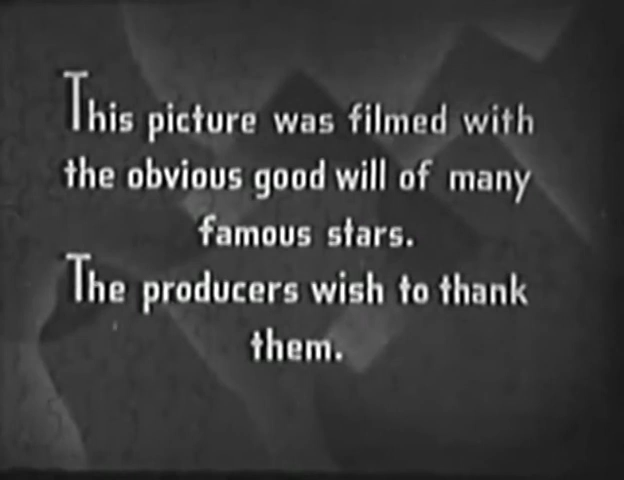 This picture was filmed with
the obvious good will of many
famous stars.
The producers wish to thank
them.